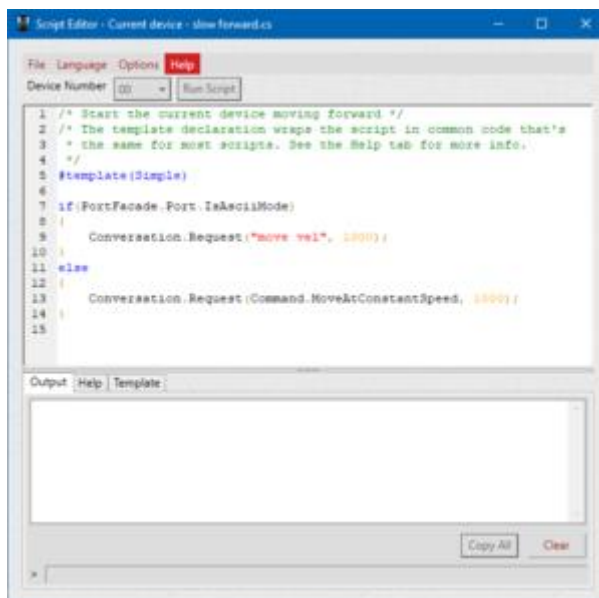 Script Editor - Current device - slow forward.cs
File Language Options Help
Device Number 00 Run Script
1 /* Start the current device moving forward */
2 /* The template declaration wraps the script in common code that's
3  * the same for most scripts. See the Help tab for more info.
4  */
5 #template(Simple)
6
7 if(PortFacade.Port.IsAsciiMode)
8 {
9     Conversation.Request("move vel", 1000);
10 }
11 else
12 {
13     Conversation.Request(Command.MoveAtConstantSpeed, 1000);
14 }
15
Output Help Template
Copy All Clear
>